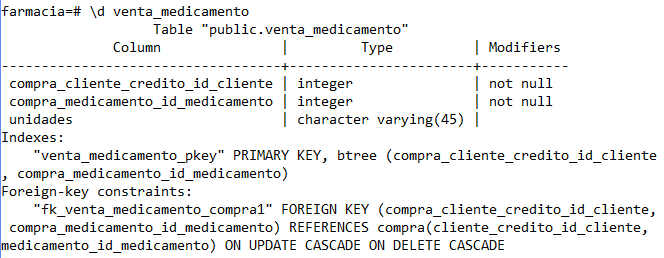 farmacia=# \d venta_medicamento
Table "public.venta_medicamento"
Column | Type | Modifiers
-----------------------------------+-----------------------+-----------
compra_cliente_credito_id_cliente | integer | not null
compra_medicamento_id_medicamento | integer | not null
unidades | character varying(45) |
Indexes:
"venta_medicamento_pkey" PRIMARY KEY, btree (compra_cliente_credito_id_cliente
, compra_medicamento_id_medicamento)
Foreign-key constraints:
"fk_venta_medicamento_compra1" FOREIGN KEY (compra_cliente_credito_id_cliente,
compra_medicamento_id_medicamento) REFERENCES compra(cliente_credito_id_cliente,
medicamento_id_medicamento) ON UPDATE CASCADE ON DELETE CASCADE